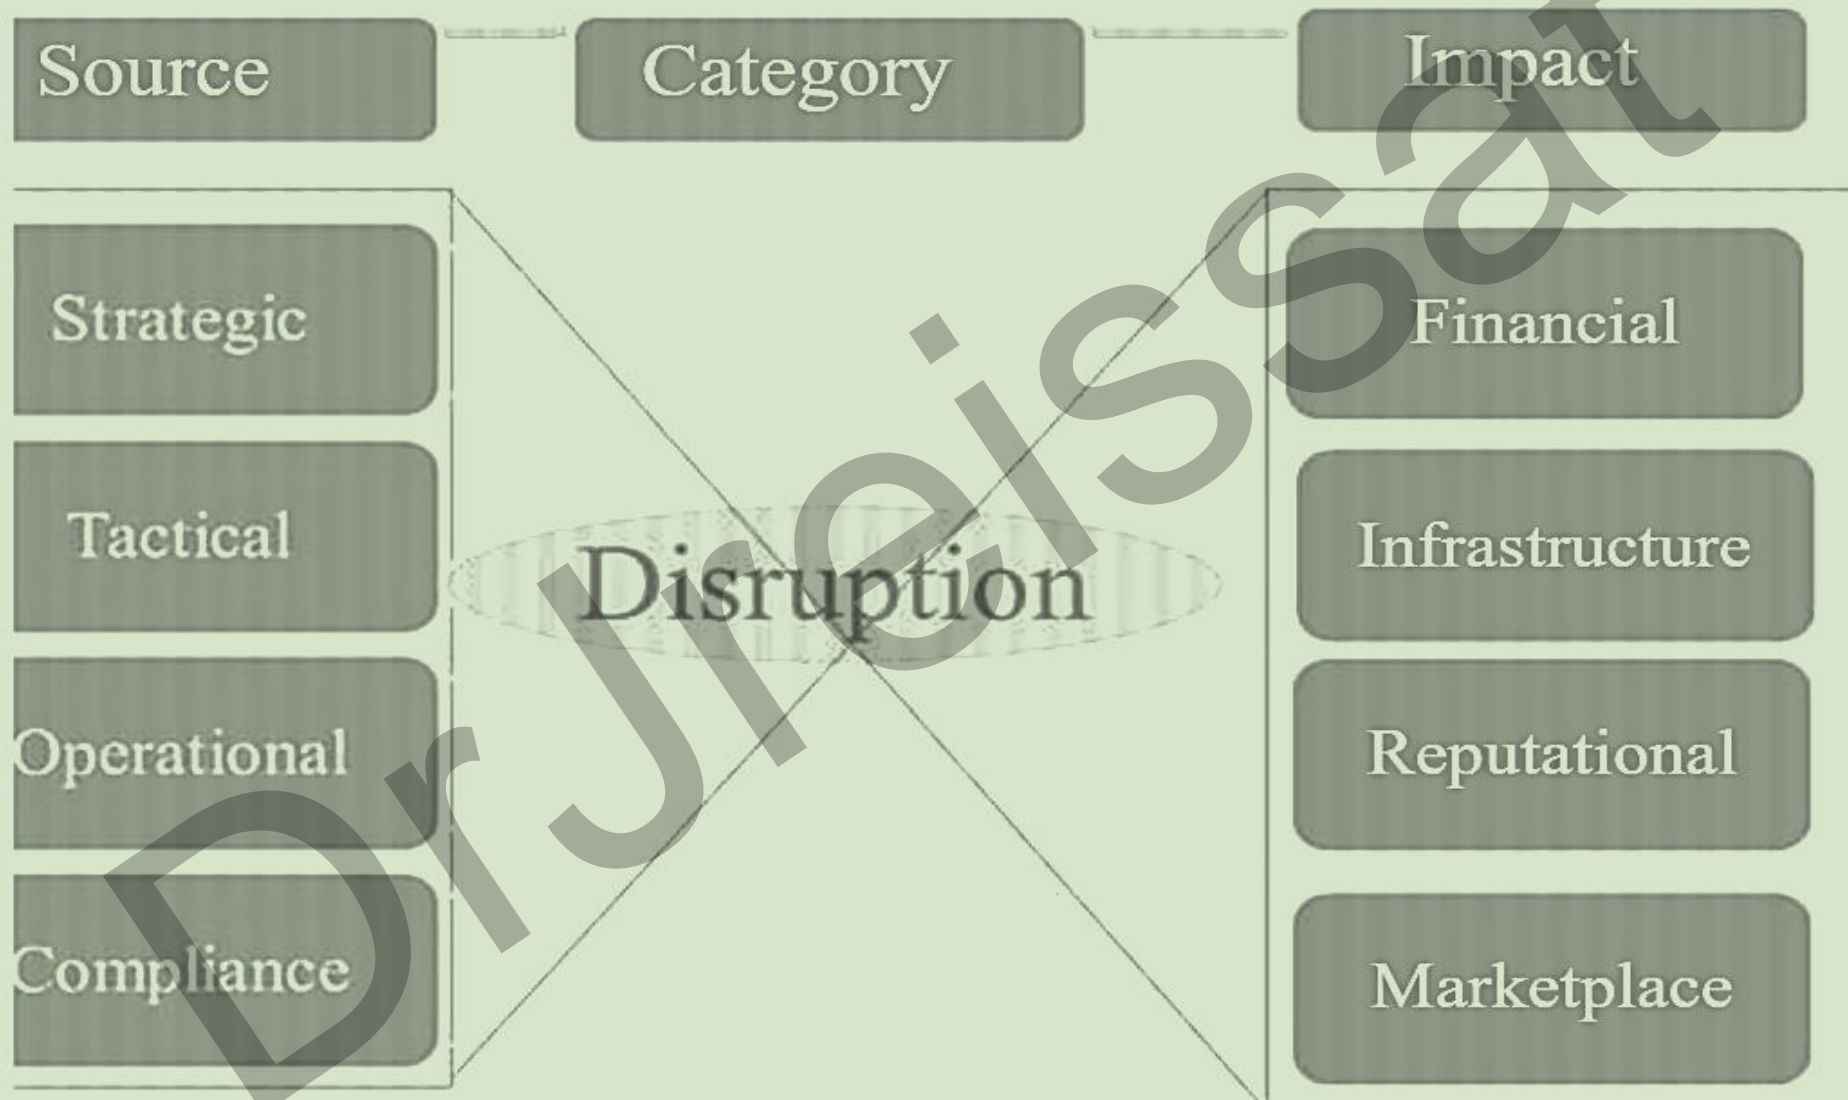 Source
Category
Impact
Strategic
Tactical
Operational
Compliance
Disruption
Financial
Infrastructure
Reputational
Marketplace
DrJreissat